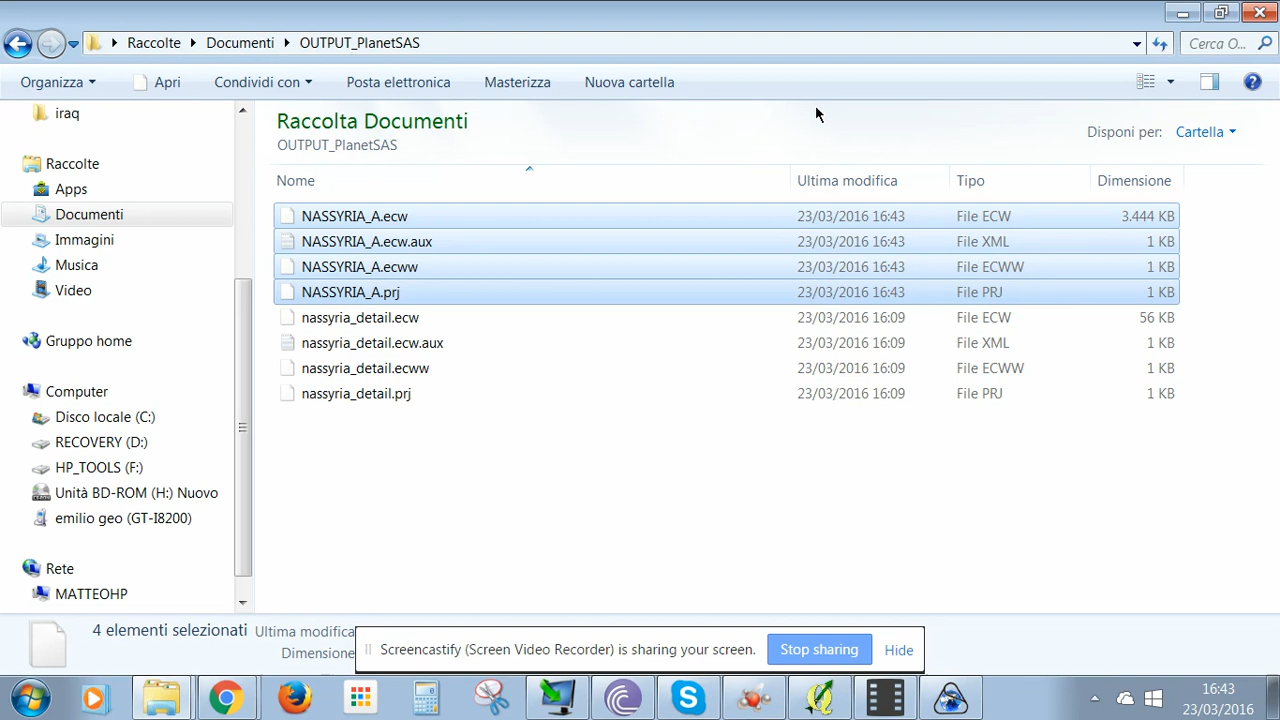 Raccolte Documenti OUTPUT_PlanetSAS Cerca O...
Organizza Apri Condividi con Posta elettronica Masterizza Nuova cartella
iraq
Raccolte
Apps
Documenti
Immagini
Musica
Video
Gruppo home
Computer
Disco locale (C:)
RECOVERY (D:)
HP_TOOLS (F:)
Unità BD-ROM (H:) Nuovo
emilio geo (GT-I8200)
Rete
MATTEOHP
Raccolta Documenti
OUTPUT_PlanetSAS
Disponi per: Cartella
Nome Ultima modifica Tipo Dimensione
NASSYRIA_A.ecw 23/03/2016 16:43 File ECW 3.444 KB
NASSYRIA_A.ecw.aux 23/03/2016 16:43 File XML 1 KB
NASSYRIA_A.ecww 23/03/2016 16:43 File ECWW 1 KB
NASSYRIA_A.prj 23/03/2016 16:43 File PRJ 1 KB
nassyria_detail.ecw 23/03/2016 16:09 File ECW 56 KB
nassyria_detail.ecw.aux 23/03/2016 16:09 File XML 1 KB
nassyria_detail.ecww 23/03/2016 16:09 File ECWW 1 KB
nassyria_detail.prj 23/03/2016 16:09 File PRJ 1 KB
4 elementi selezionati Ultima modifica
Dimensione
Screencastify (Screen Video Recorder) is sharing your screen. Stop sharing Hide
16:43
23/03/2016